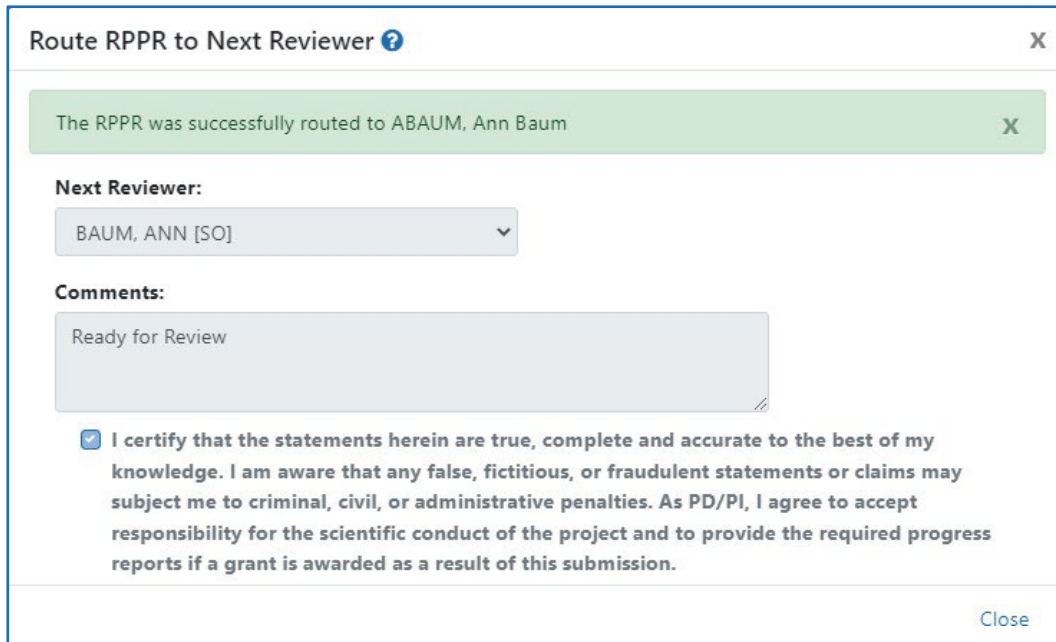 Route RPPR to Next Reviewer ?
X
The RPPR was successfully routed to ABAUM, Ann Baum
X
Next Reviewer:
BAUM, ANN [SO]
Comments:
Ready for Review
I certify that the statements herein are true, complete and accurate to the best of my
knowledge. I am aware that any false, fictitious, or fraudulent statements or claims may
subject me to criminal, civil, or administrative penalties. As PD/PI, I agree to accept
responsibility for the scientific conduct of the project and to provide the required progress
reports if a grant is awarded as a result of this submission.
Close